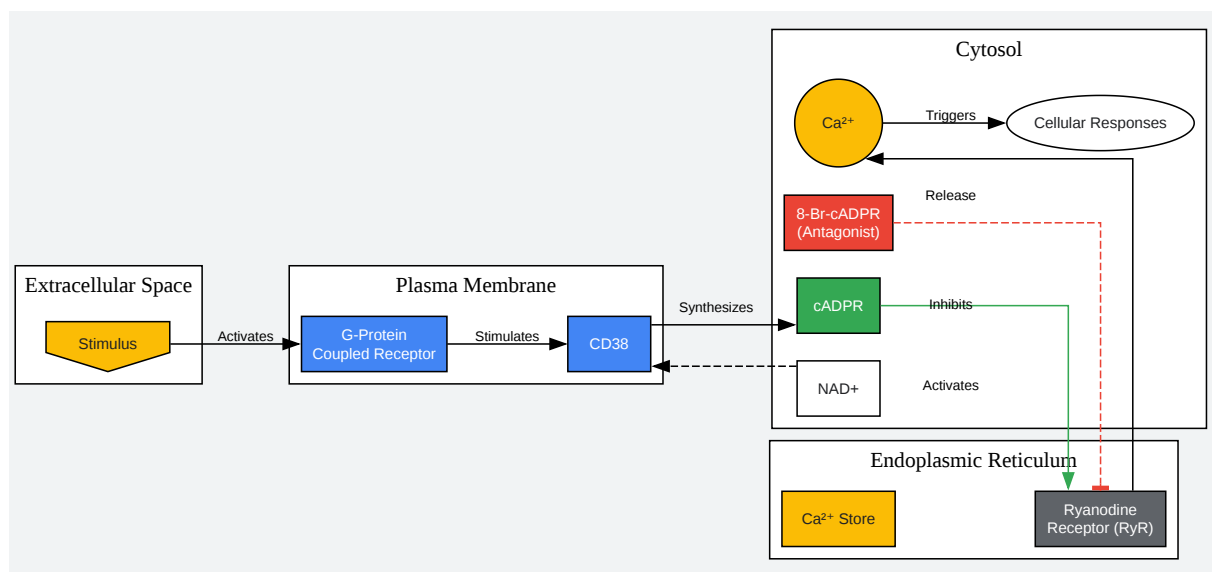 Extracellular Space
Stimulus
Activates
Plasma Membrane
G-Protein
Coupled Receptor
Stimulates
CD38
Synthesizes
Cytosol
Ca²⁺
Triggers
Cellular Responses
Release
8-Br-cADPR
(Antagonist)
cADPR
Inhibits
NAD+
Activates
Endoplasmic Reticulum
Ca²⁺ Store
Ryanodine
Receptor (RyR)